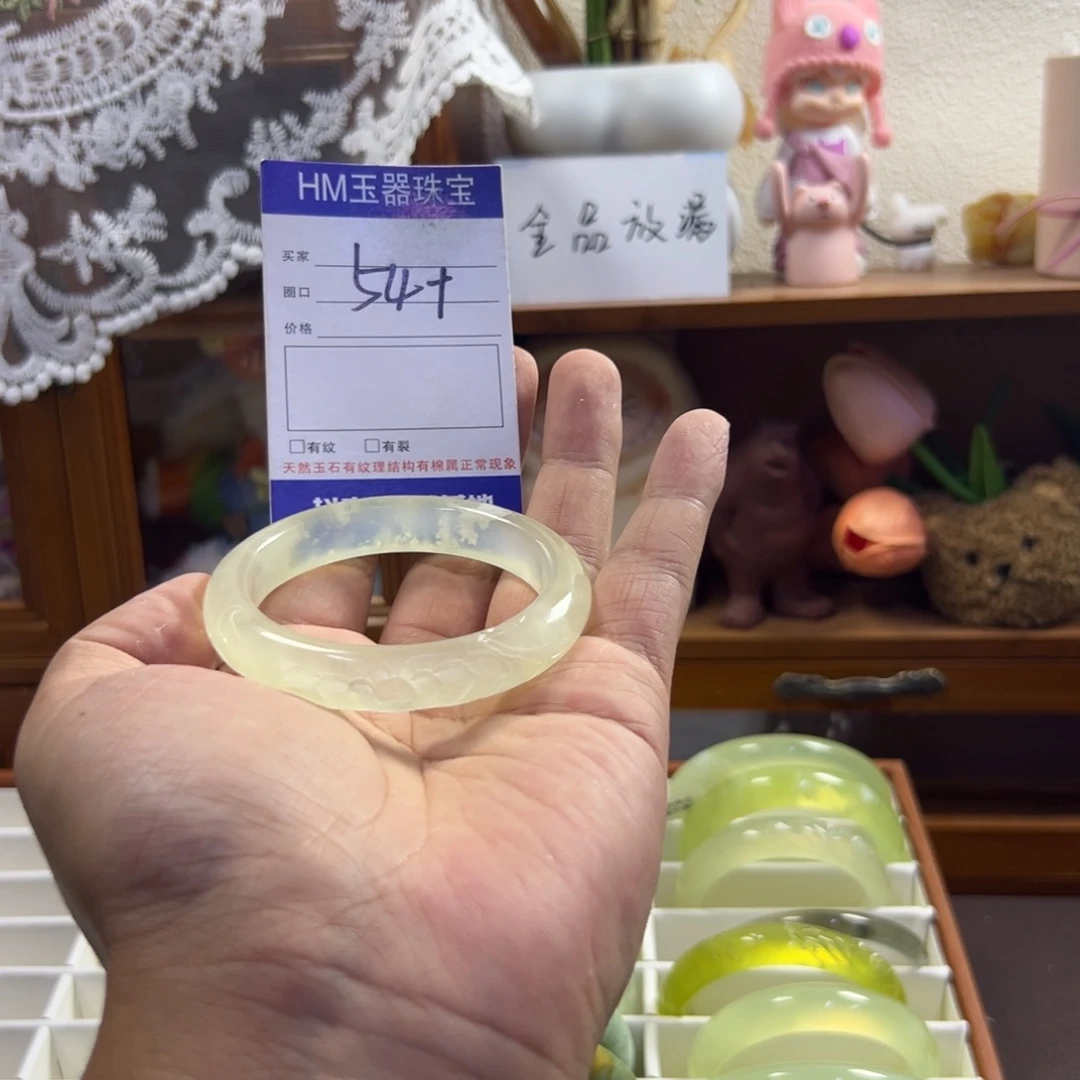 HM玉器珠宝
全品放漏
买家
圈口 54+
价格
□有纹 □有裂
天然玉石有纹理结构有棉属正常现象